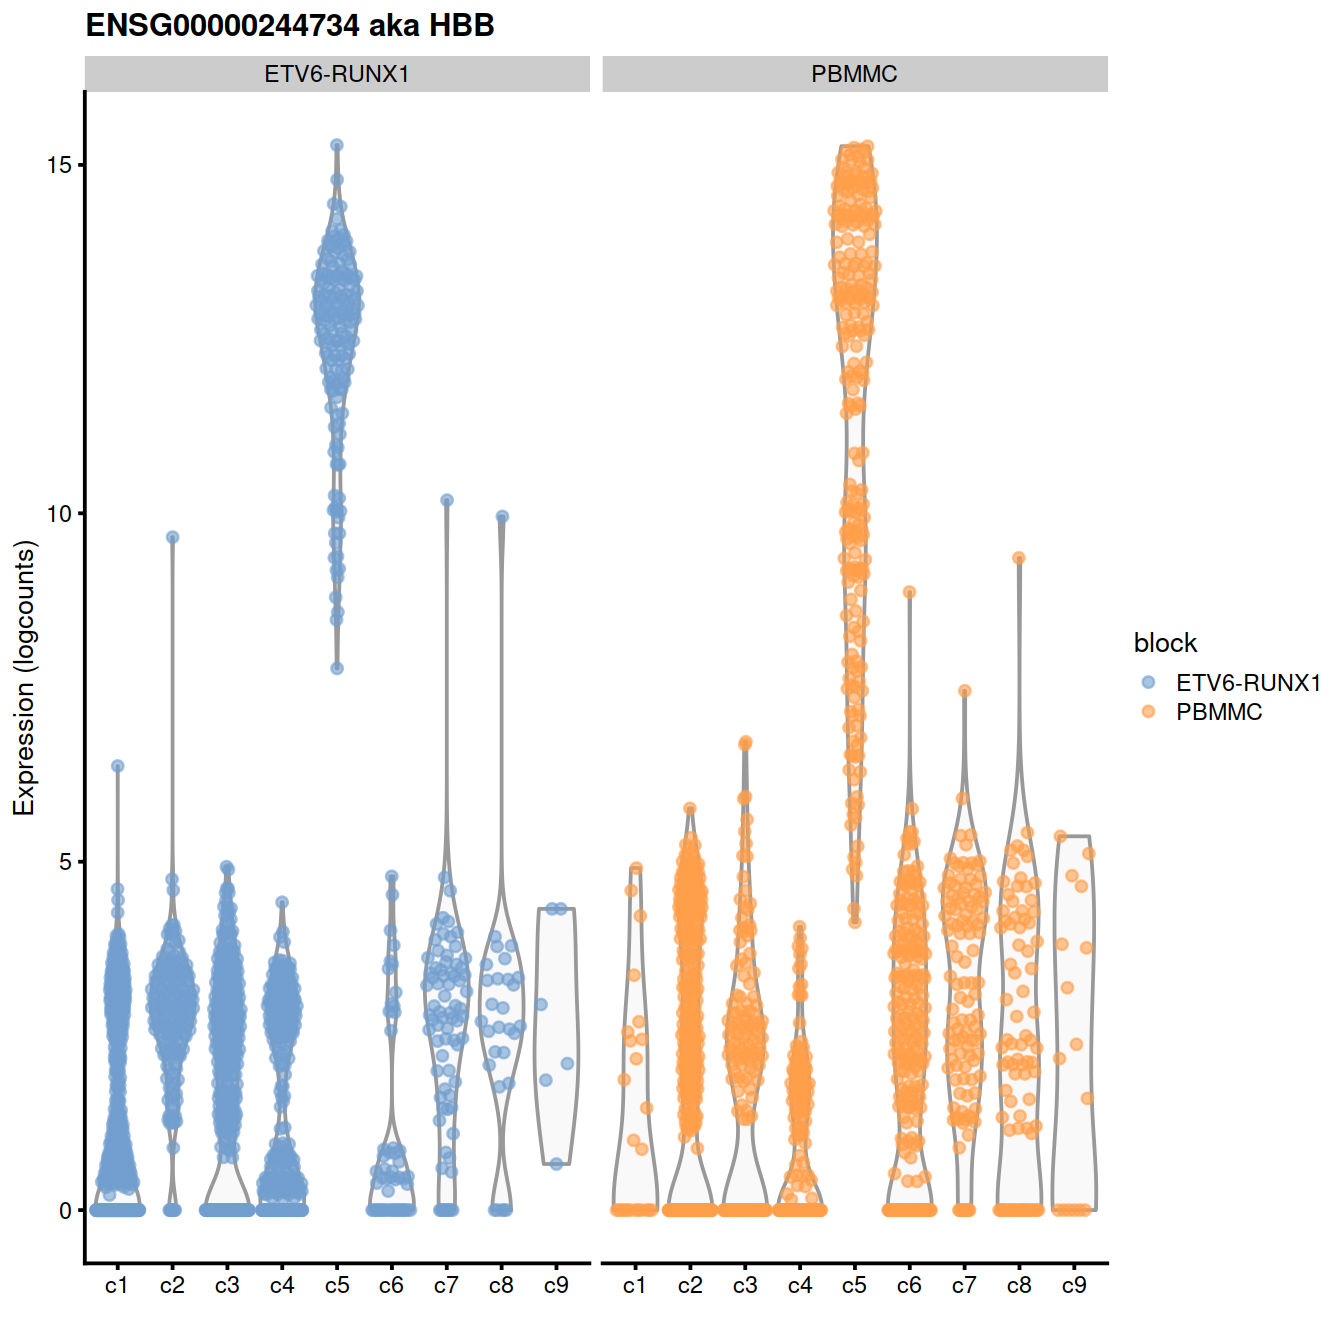 ENSG00000244734 aka HBB
ETV6-RUNX1
PBMMC
Expression (logcounts)
15
10
5
0
c1 c2 c3 c4 c5 c6 c7 c8 c9
c1 c2 c3 c4 c5 c6 c7 c8 c9
block
ETV6-RUNX1
PBMMC